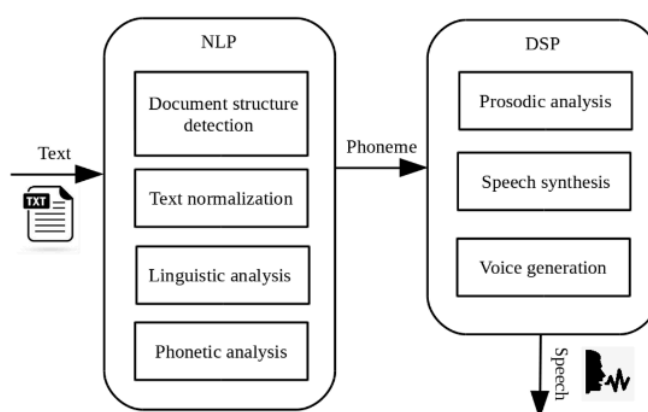 NLP
Document structure
detection
Text normalization
Linguistic analysis
Phonetic analysis
Text
TXT
Phoneme
DSP
Prosodic analysis
Speech synthesis
Voice generation
Speech